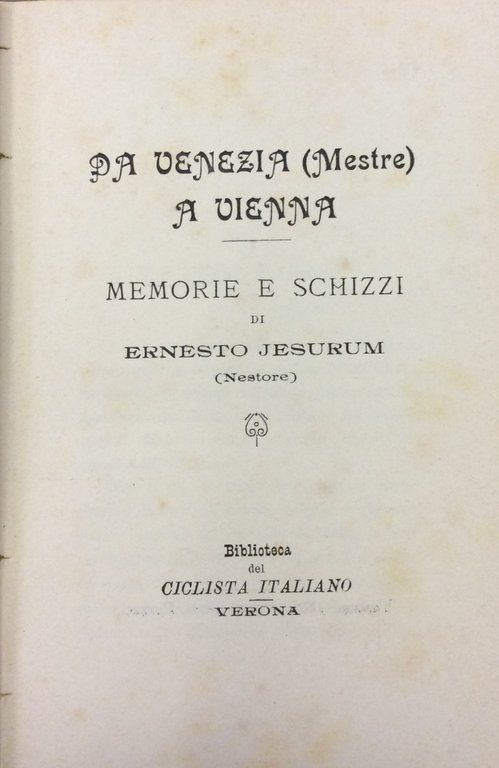 DA VENEZIA (Mestre)
A VIENNA
MEMORIE E SCHIZZI
DI
ERNESTO JESURUM
(Nestore)
Biblioteca
del
CICLISTA ITALIANO
VERONA